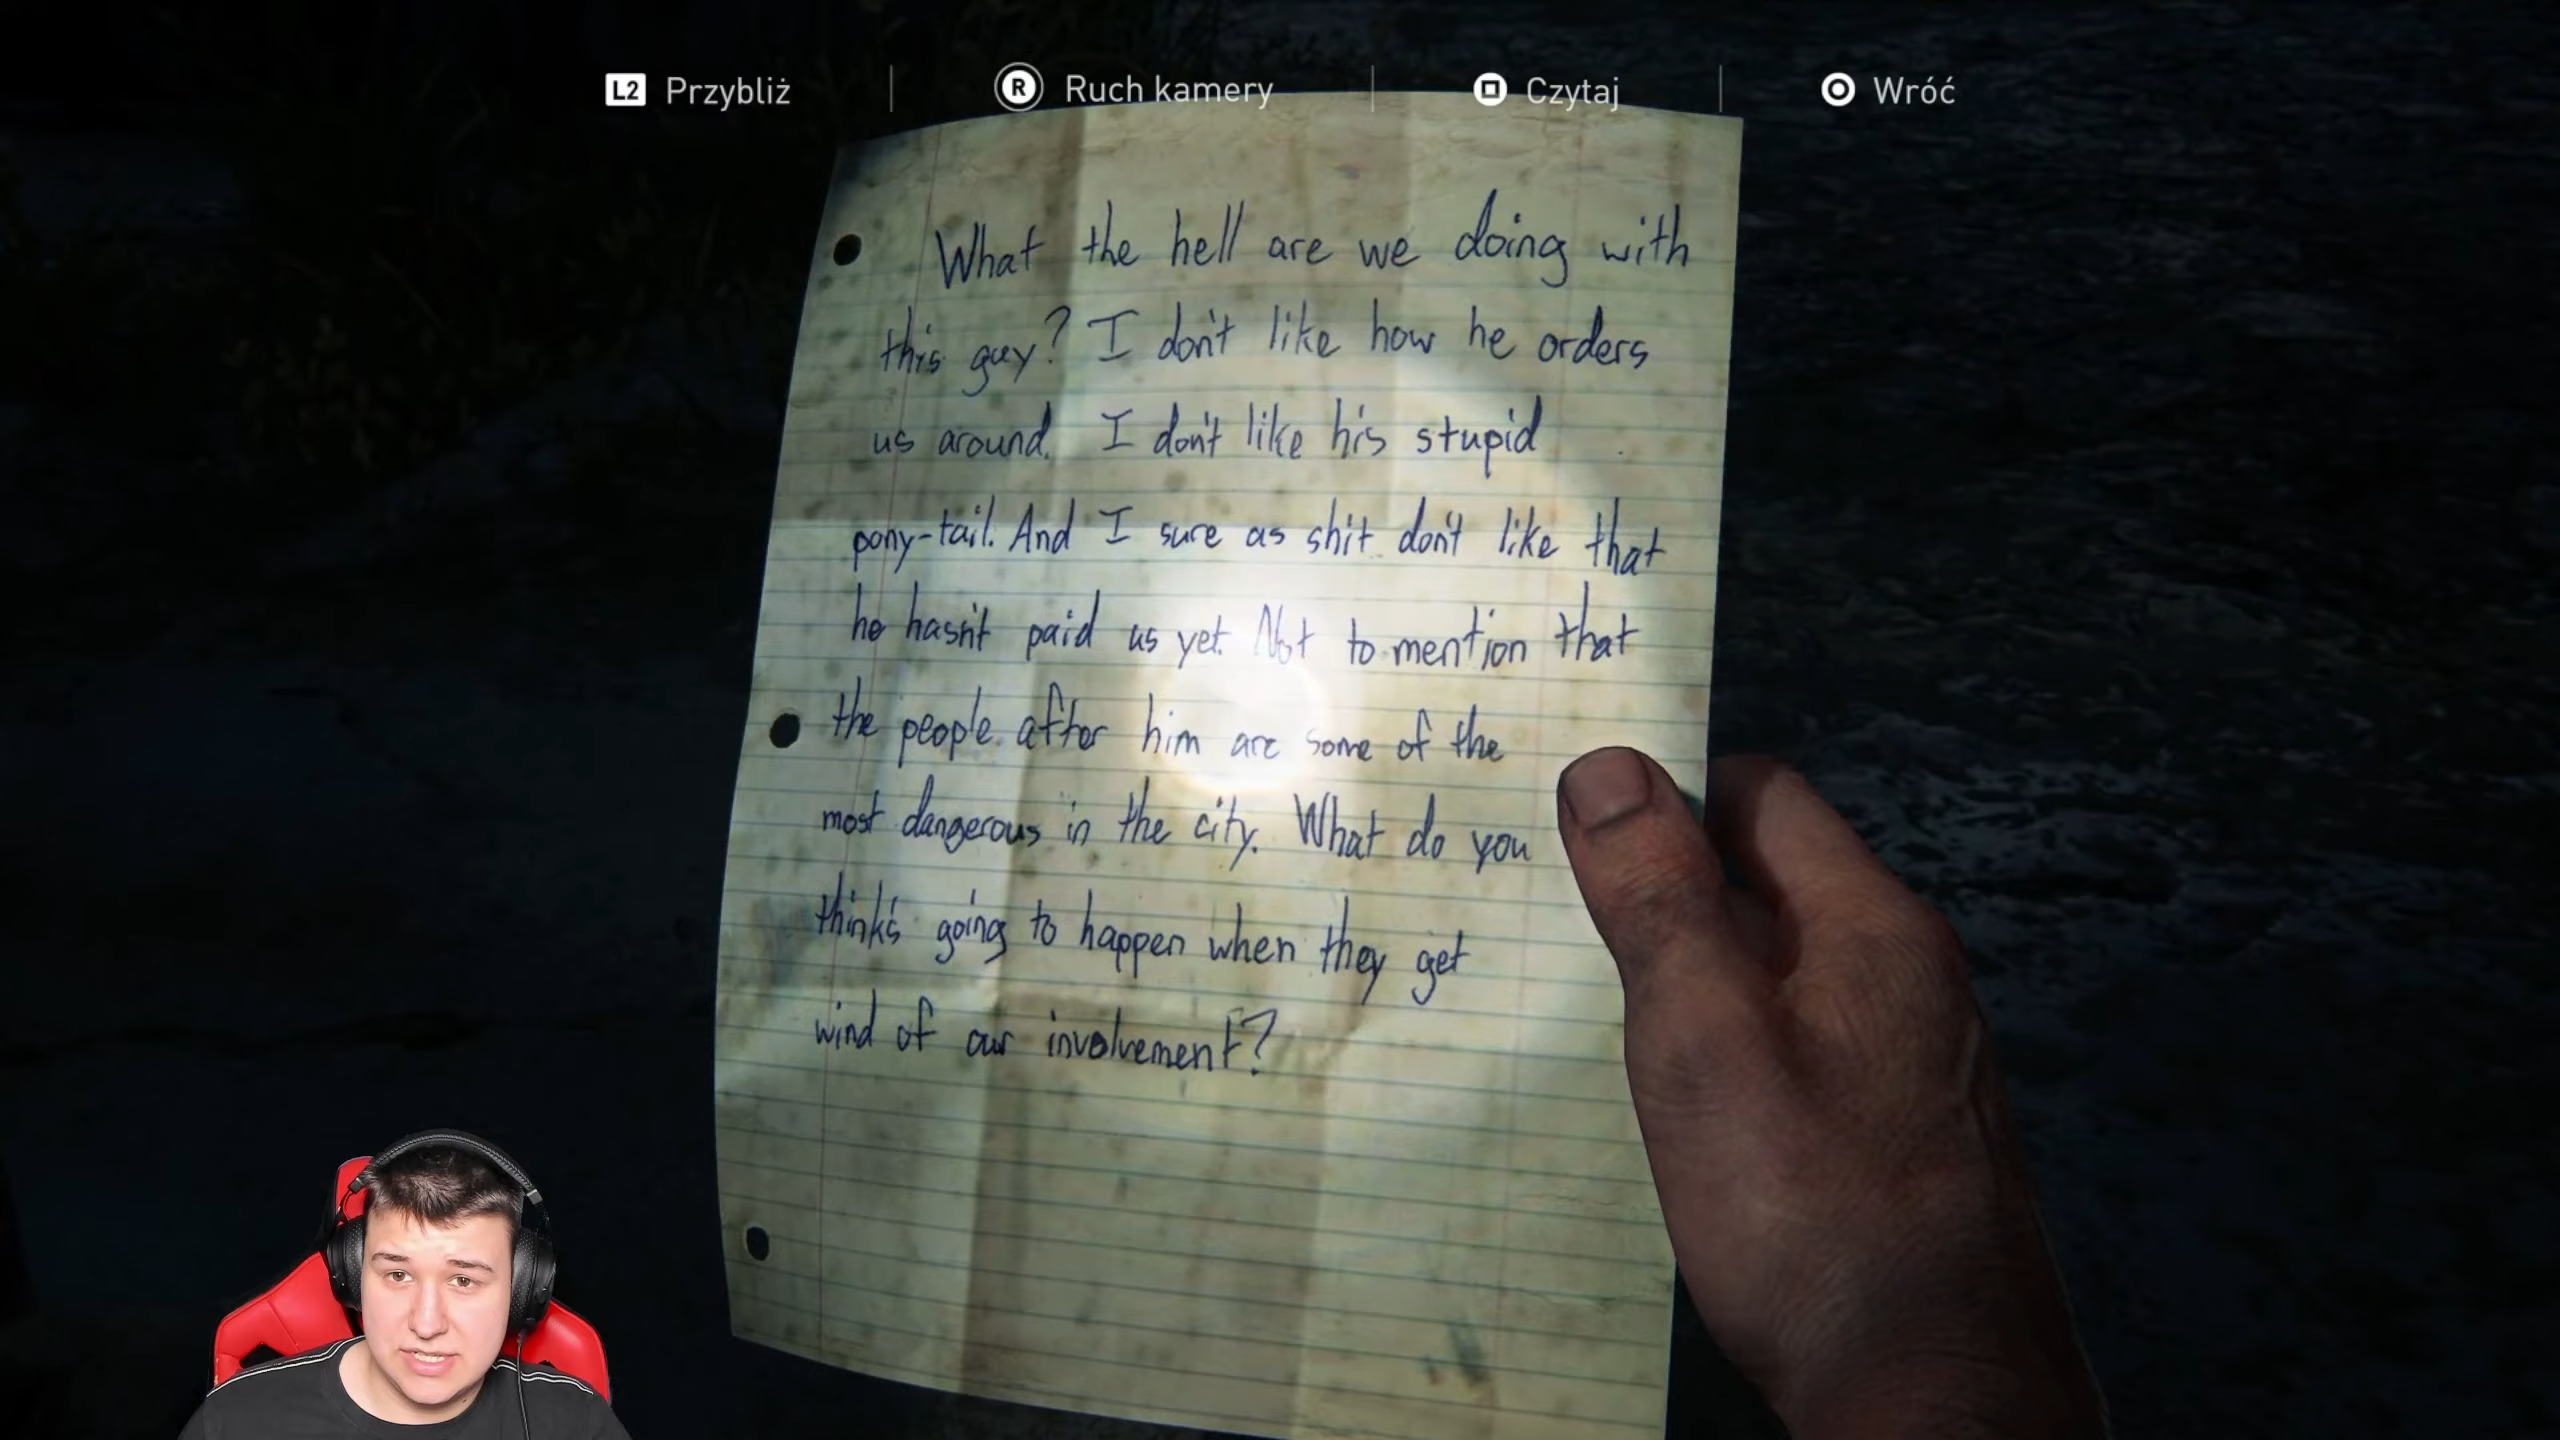 L2 Przybliż R Ruch kamery Czytaj Wróć
What the hell are we doing with
this guy? I don't like how he orders
us around. I don't like his stupid
pony-tail. And I sure as shit don't like that
he hasn't paid us yet. Not to mention that
the people after him are some of the
most dangerous in the city. What do you
think's going to happen when they get
wind of our involvement?